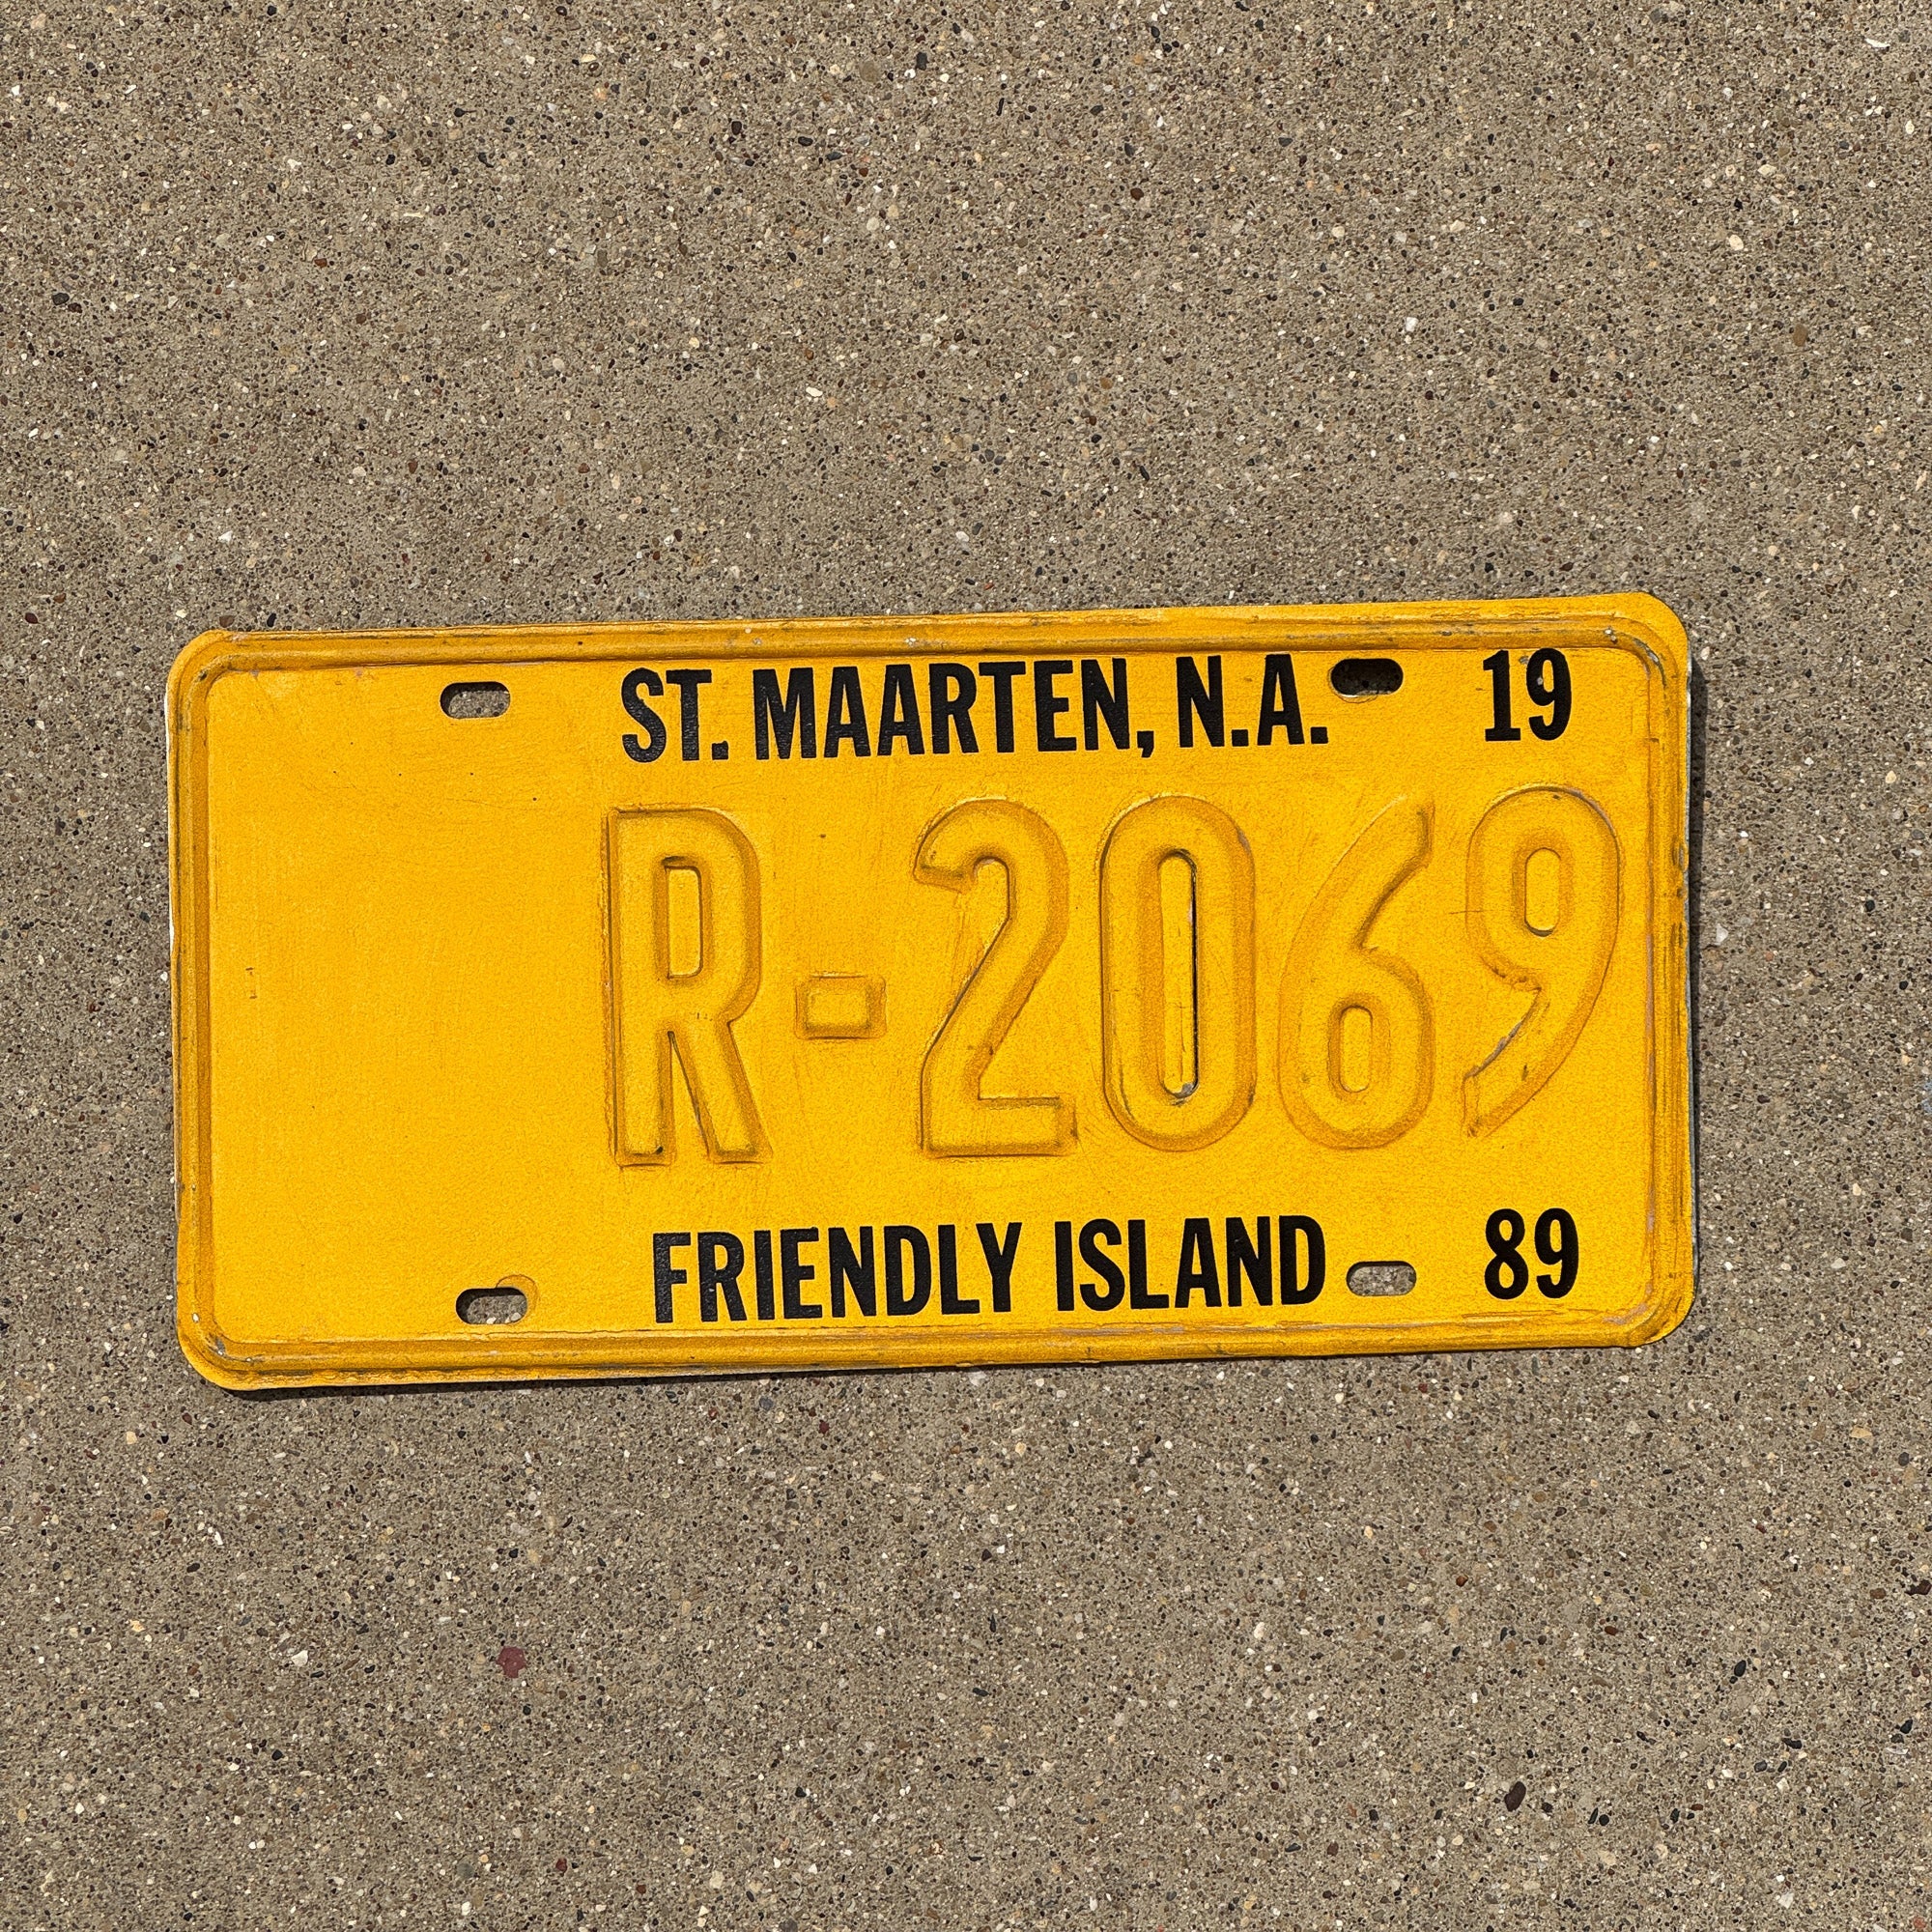 ST. MAARTEN, N.A. 19
R-2069
FRIENDLY ISLAND 89